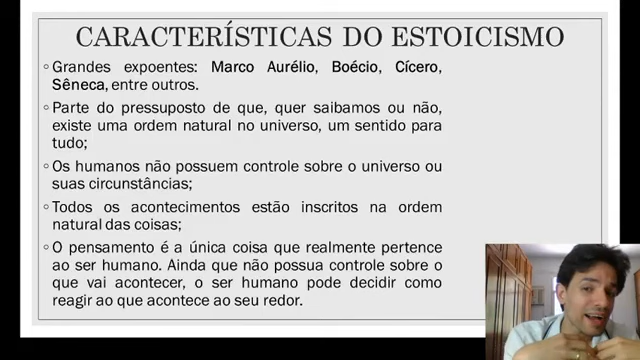 CARACTERÍSTICAS DO ESTOICISMO
◦Grandes expoentes: Marco Aurélio, Boécio, Cícero,
Sêneca, entre outros.
◦Parte do pressuposto de que, quer saibamos ou não,
existe uma ordem natural no universo, um sentido para
tudo;
◦Os humanos não possuem controle sobre o universo ou
suas circunstâncias;
◦Todos os acontecimentos estão inscritos na ordem
natural das coisas;
◦O pensamento é a única coisa que realmente pertence
ao ser humano. Ainda que não possua controle sobre o
que vai acontecer, o ser humano pode decidir como
reagir ao que acontece ao seu redor.